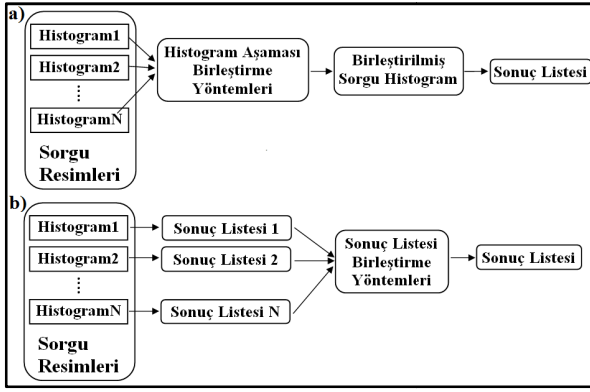 a)
Histogram1
Histogram2
HistogramN
Sorgu
Resimleri
Histogram Aşaması
Birleştirme
Yöntemleri
Birleştirilmiş
Sorgu Histogram
Sonuç Listesi
b)
Histogram1
Histogram2
HistogramN
Sorgu
Resimleri
Sonuç Listesi 1
Sonuç Listesi 2
Sonuç Listesi N
Sonuç Listesi
Birleştirme
Yöntemleri
Sonuç Listesi